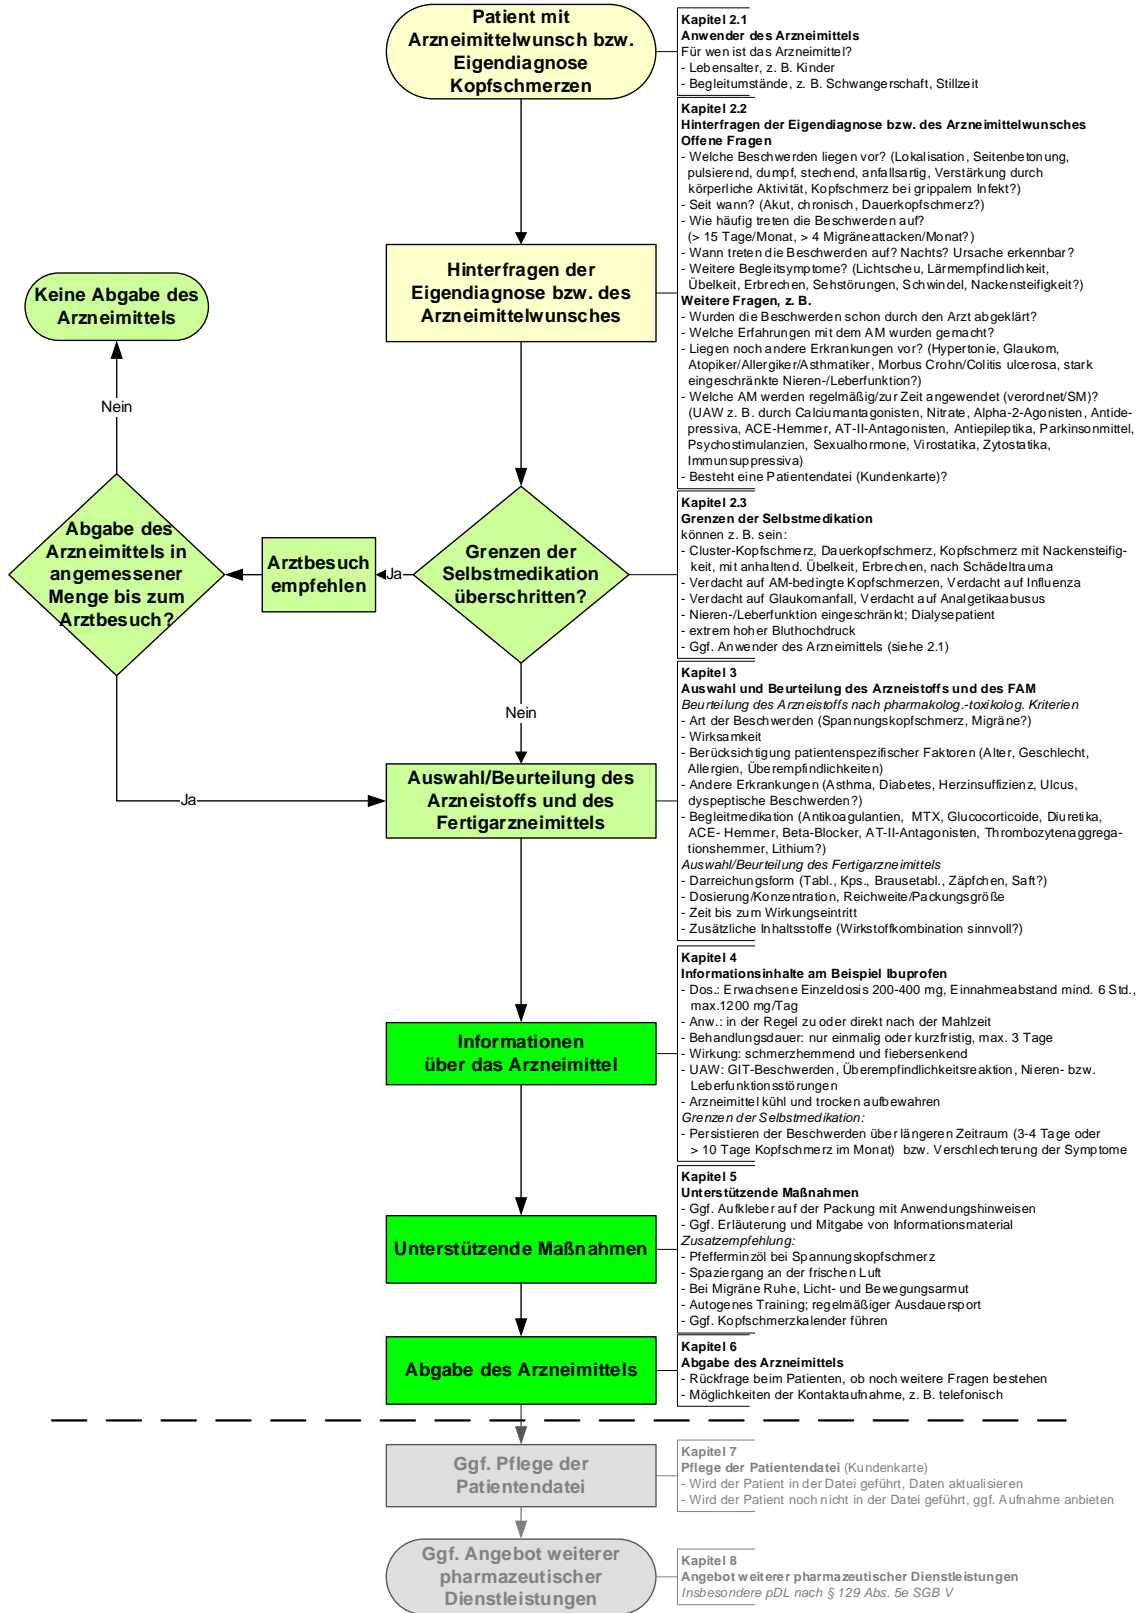 Patient mit
Arzneimittelwunsch bzw.
Eigendiagnose
Kopfschmerzen
Kapitel 2.1
Anwender des Arzneimittels
Für wen ist das Arzneimittel?
- Lebensalter, z. B. Kinder
- Begleitumstände, z. B. Schwangerschaft, Stillzeit
Hinterfragen der
Eigendiagnose bzw. des
Arzneimittelwunsches
Kapitel 2.2
Hinterfragen der Eigendiagnose bzw. des Arzneimittelwunsches
Offene Fragen
- Welche Beschwerden liegen vor? (Lokalisation, Seitenbetonung,
pulsierend, dumpf, stechend, anfallsartig, Verstärkung durch
körperliche Aktivität, Kopfschmerz bei grippalem Infekt?)
- Seit wann? (Akut, chronisch, Dauerkopfschmerz?)
- Wie häufig treten die Beschwerden auf?
(> 15 Tage/Monat, > 4 Migräneattacken/Monat?)
- Wann treten die Beschwerden auf? Nachts? Ursache erkennbar?
- Weitere Begleitsymptome? (Lichtscheu, Lärmempfindlichkeit,
Übelkeit, Erbrechen, Sehstörungen, Schwindel, Nackensteifigkeit?)
Weitere Fragen, z. B.
- Wurden die Beschwerden schon durch den Arzt abgeklärt?
- Welche Erfahrungen mit dem AM wurden gemacht?
- Liegen noch andere Erkrankungen vor? (Hypertonie, Glaukom,
Atopiker/Allergiker/Asthmatiker, Morbus Crohn/Colitis ulcerosa, stark
eingeschränkte Nieren-/Leberfunktion?)
- Welche AM werden regelmäßig/zur Zeit angewendet (verordnet/SM)?
(UAW z. B. durch Calciumantagonisten, Nitrate, Alpha-2-Agonisten, Antide-
pressiva, ACE-Hemmer, AT-II-Antagonisten, Antiepileptika, Parkinsonmittel,
Psychostimulanzien, Sexualhormone, Virostatika, Zytostatika,
Immunsuppressiva)
- Besteht eine Patientendatei (Kundenkarte)?
Keine Abgabe des
Arzneimittels
Nein
Abgabe des
Arzneimittels in
angemessener
Menge bis zum
Arztbesuch?
Arztbesuch
empfehlen
Ja
Grenzen der
Selbstmedikation
überschritten?
Kapitel 2.3
Grenzen der Selbstmedikation
können z. B. sein:
- Cluster-Kopfschmerz, Dauerkopfschmerz, Kopfschmerz mit Nackensteifig-
keit, mit anhaltend. Übelkeit, Erbrechen, nach Schädeltrauma
- Verdacht auf AM-bedingte Kopfschmerzen, Verdacht auf Influenza
- Verdacht auf Glaukomanfall, Verdacht auf Analgetikaabusus
- Nieren-/Leberfunktion eingeschränkt; Dialysepatient
- extrem hoher Bluthochdruck
- Ggf. Anwender des Arzneimittels (siehe 2.1)
Nein
Ja
Auswahl/Beurteilung des
Arzneistoffs und des
Fertigarzneimittels
Kapitel 3
Auswahl und Beurteilung des Arzneistoffs und des FAM
Beurteilung des Arzneistoffs nach pharmakolog.-toxikolog. Kriterien
- Art der Beschwerden (Spannungskopfschmerz, Migräne?)
- Wirksamkeit
- Berücksichtigung patientenspezifischer Faktoren (Alter, Geschlecht,
Allergien, Überempfindlichkeiten)
- Andere Erkrankungen (Asthma, Diabetes, Herzinsuffizienz, Ulcus,
dyspeptische Beschwerden?)
- Begleitmedikation (Antikoagulantien, MTX, Glucocorticoide, Diuretika,
ACE- Hemmer, Beta-Blocker, AT-II-Antagonisten, Thrombozytenaggrega-
tionshemmer, Lithium?)
Auswahl/Beurteilung des Fertigarzneimittels
- Darreichungsform (Tabl., Kps., Brausetabl., Zäpfchen, Saft?)
- Dosierung/Konzentration, Reichweite/Packungsgröße
- Zeit bis zum Wirkungseintritt
- Zusätzliche Inhaltsstoffe (Wirkstoffkombination sinnvoll?)
Informationen
über das Arzneimittel
Kapitel 4
Informationsinhalte am Beispiel Ibuprofen
- Dos.: Erwachsene Einzeldosis 200-400 mg, Einnahmeabstand mind. 6 Std.,
max.1200 mg/Tag
- Anw.: in der Regel zu oder direkt nach der Mahlzeit
- Behandlungsdauer: nur einmalig oder kurzfristig, max. 3 Tage
- Wirkung: schmerzhemmend und fiebersenkend
- UAW: GIT-Beschwerden, Überempfindlichkeitsreaktion, Nieren- bzw.
Leberfunktionsstörungen
- Arzneimittel kühl und trocken aufbewahren
Grenzen der Selbstmedikation:
- Persistieren der Beschwerden über längeren Zeitraum (3-4 Tage oder
> 10 Tage Kopfschmerz im Monat) bzw. Verschlechterung der Symptome
Unterstützende Maßnahmen
Kapitel 5
Unterstützende Maßnahmen
- Ggf. Aufkleber auf der Packung mit Anwendungshinweisen
- Ggf. Erläuterung und Mitgabe von Informationsmaterial
Zusatzempfehlung:
- Pfefferminzöl bei Spannungskopfschmerz
- Spaziergang an der frischen Luft
- Bei Migräne Ruhe, Licht- und Bewegungsarmut
- Autogenes Training; regelmäßiger Ausdauersport
- Ggf. Kopfschmerzkalender führen
Abgabe des Arzneimittels
Kapitel 6
Abgabe des Arzneimittels
- Rückfrage beim Patienten, ob noch weitere Fragen bestehen
- Möglichkeiten der Kontaktaufnahme, z. B. telefonisch
Ggf. Pflege der
Patientendatei
Kapitel 7
Pflege der Patientendatei (Kundenkarte)
- Wird der Patient in der Datei geführt, Daten aktualisieren
- Wird der Patient noch nicht in der Datei geführt, ggf. Aufnahme anbieten
Ggf. Angebot weiterer
pharmazeutischer
Dienstleistungen
Kapitel 8
Angebot weiterer pharmazeutischer Dienstleistungen
Insbesondere pDL nach § 129 Abs. 5e SGB V